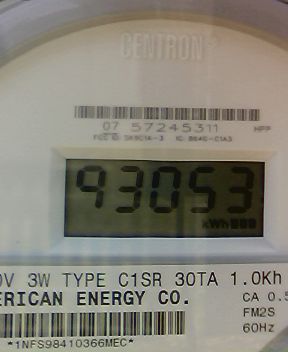 CENTRON
07 57245311 HPP
93053
kWh
0V 3W TYPE C1SR 30TA 1.0Kh
ERICAN ENERGY CO. CA 0.5
FM2S
60Hz
*1NFS98410366MEC*